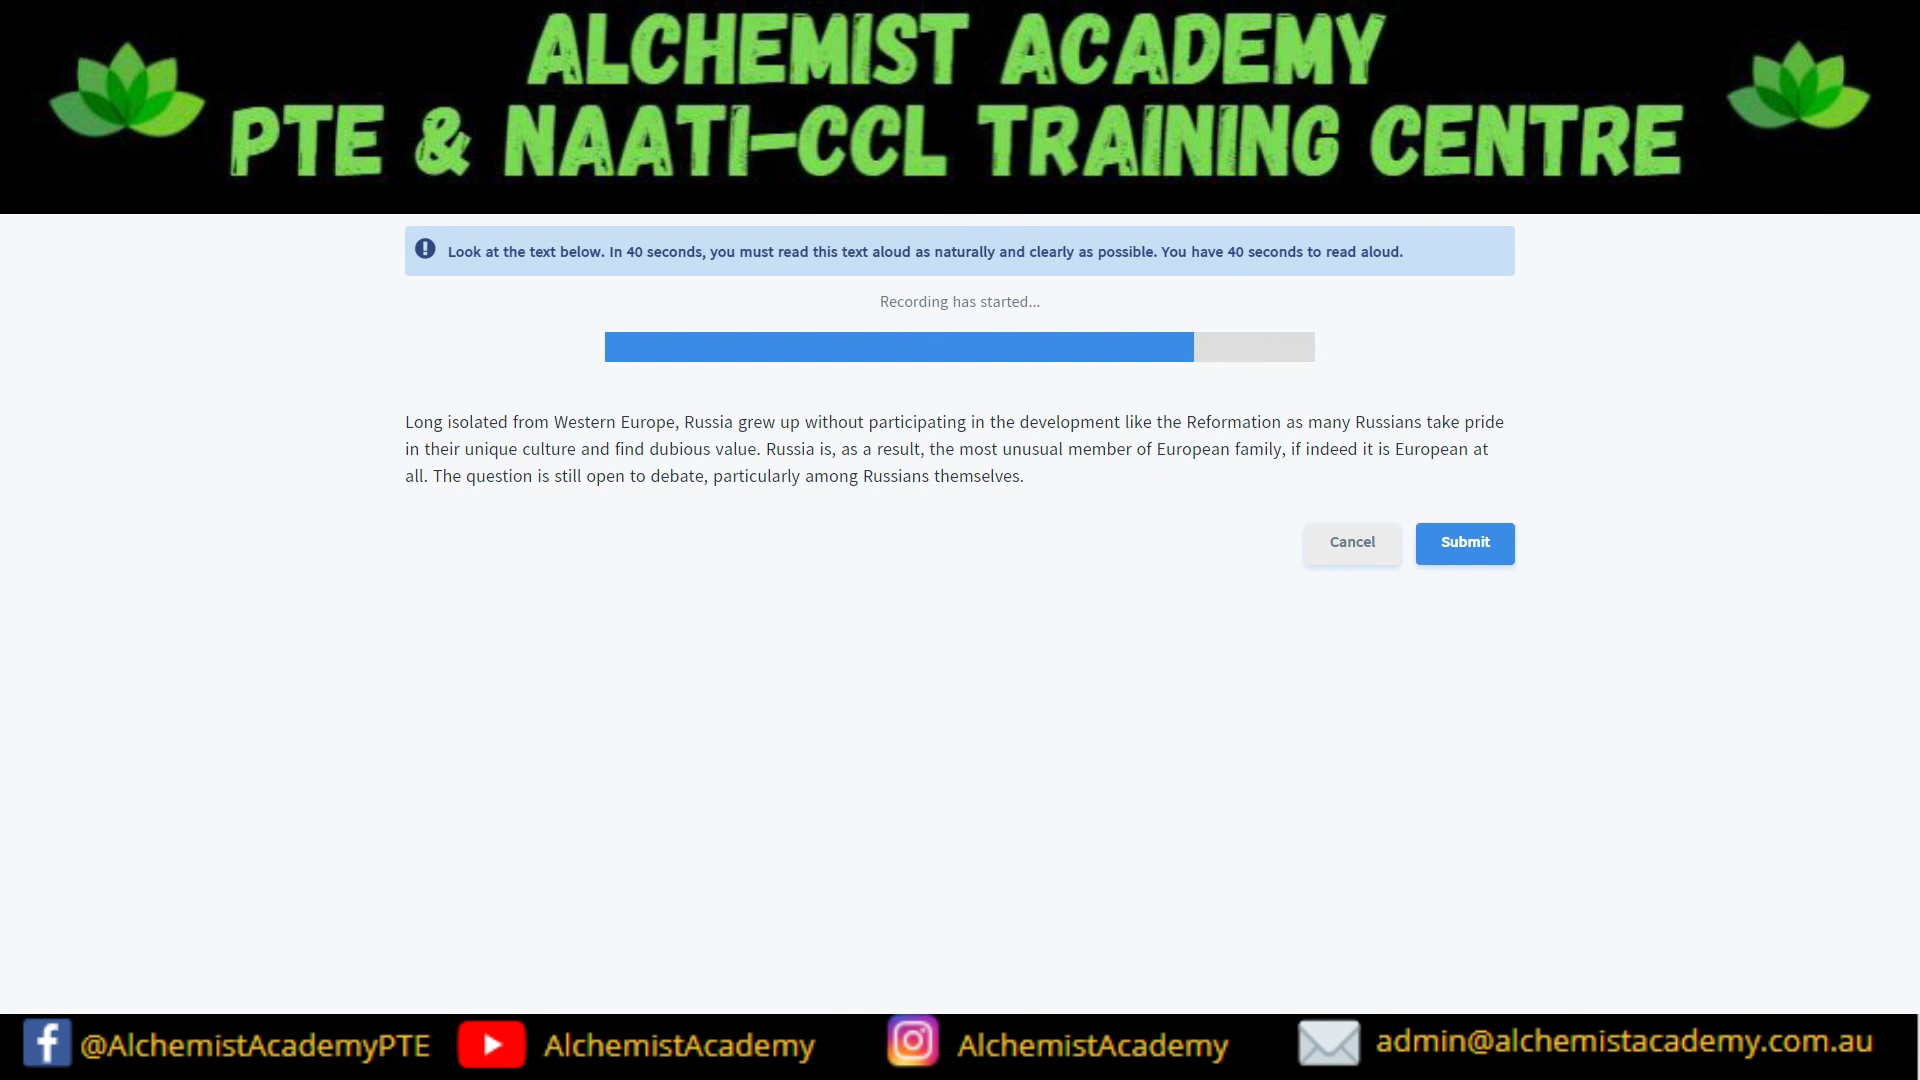 ALCHEMIST ACADEMY
PTE & NAATI-CCL TRAINING CENTRE
Look at the text below. In 40 seconds, you must read this text aloud as naturally and clearly as possible. You have 40 seconds to read aloud.
Recording has started...
Long isolated from Western Europe, Russia grew up without participating in the development like the Reformation as many Russians take pride
in their unique culture and find dubious value. Russia is, as a result, the most unusual member of European family, if indeed it is European at
all. The question is still open to debate, particularly among Russians themselves.
Cancel Submit
@AlchemistAcademyPTE AlchemistAcademy AlchemistAcademy admin@alchemistacademy.com.au